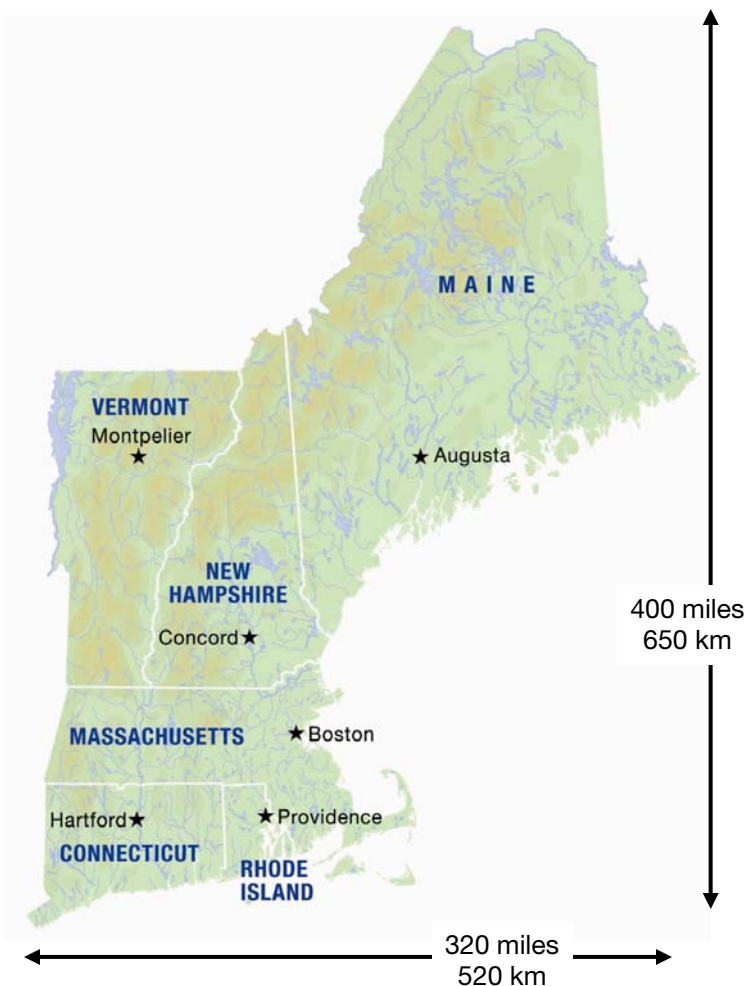 M A I N E
VERMONT
Montpelier
Augusta
NEW
HAMPSHIRE
Concord
400 miles
650 km
MASSACHUSETTS
Boston
Hartford
Providence
CONNECTICUT
RHODE
ISLAND
320 miles
520 km